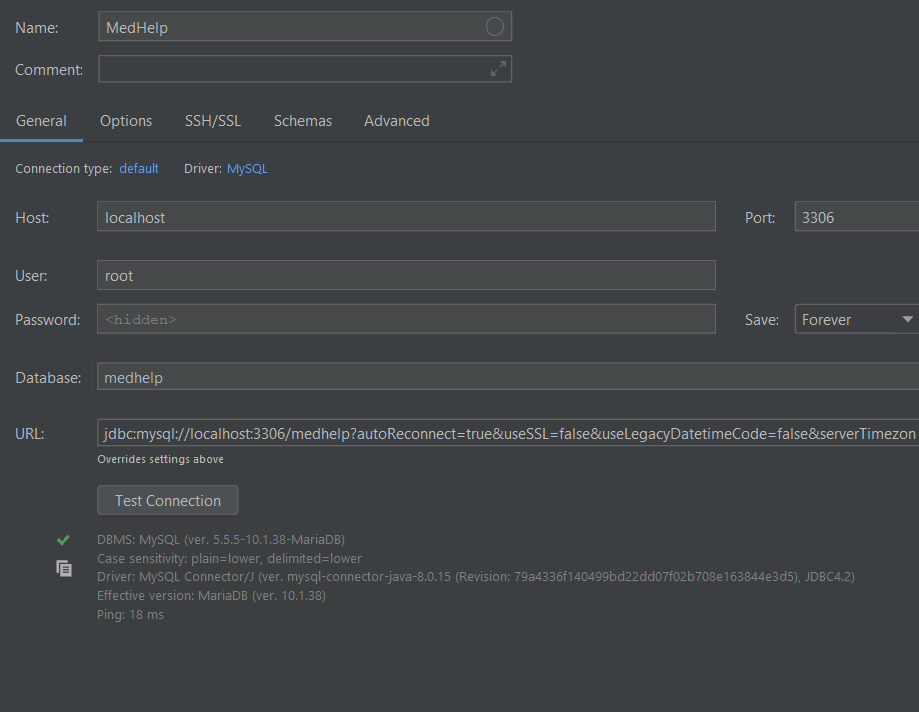 Name: MedHelp
Comment:
General Options SSH/SSL Schemas Advanced
Connection type: default Driver: MySQL
Host: localhost Port: 3306
User: root
Password: <hidden> Save: Forever
Database: medhelp
URL: jdbc:mysql://localhost:3306/medhelp?autoReconnect=true&useSSL=false&useLegacyDatetimeCode=false&serverTimezon
Overrides settings above
Test Connection
DBMS: MySQL (ver. 5.5.5-10.1.38-MariaDB)
Case sensitivity: plain=lower, delimited=lower
Driver: MySQL Connector/J (ver. mysql-connector-java-8.0.15 (Revision: 79a4336f140499bd22dd07f02b708e163844e3d5), JDBC4.2)
Effective version: MariaDB (ver. 10.1.38)
Ping: 18 ms